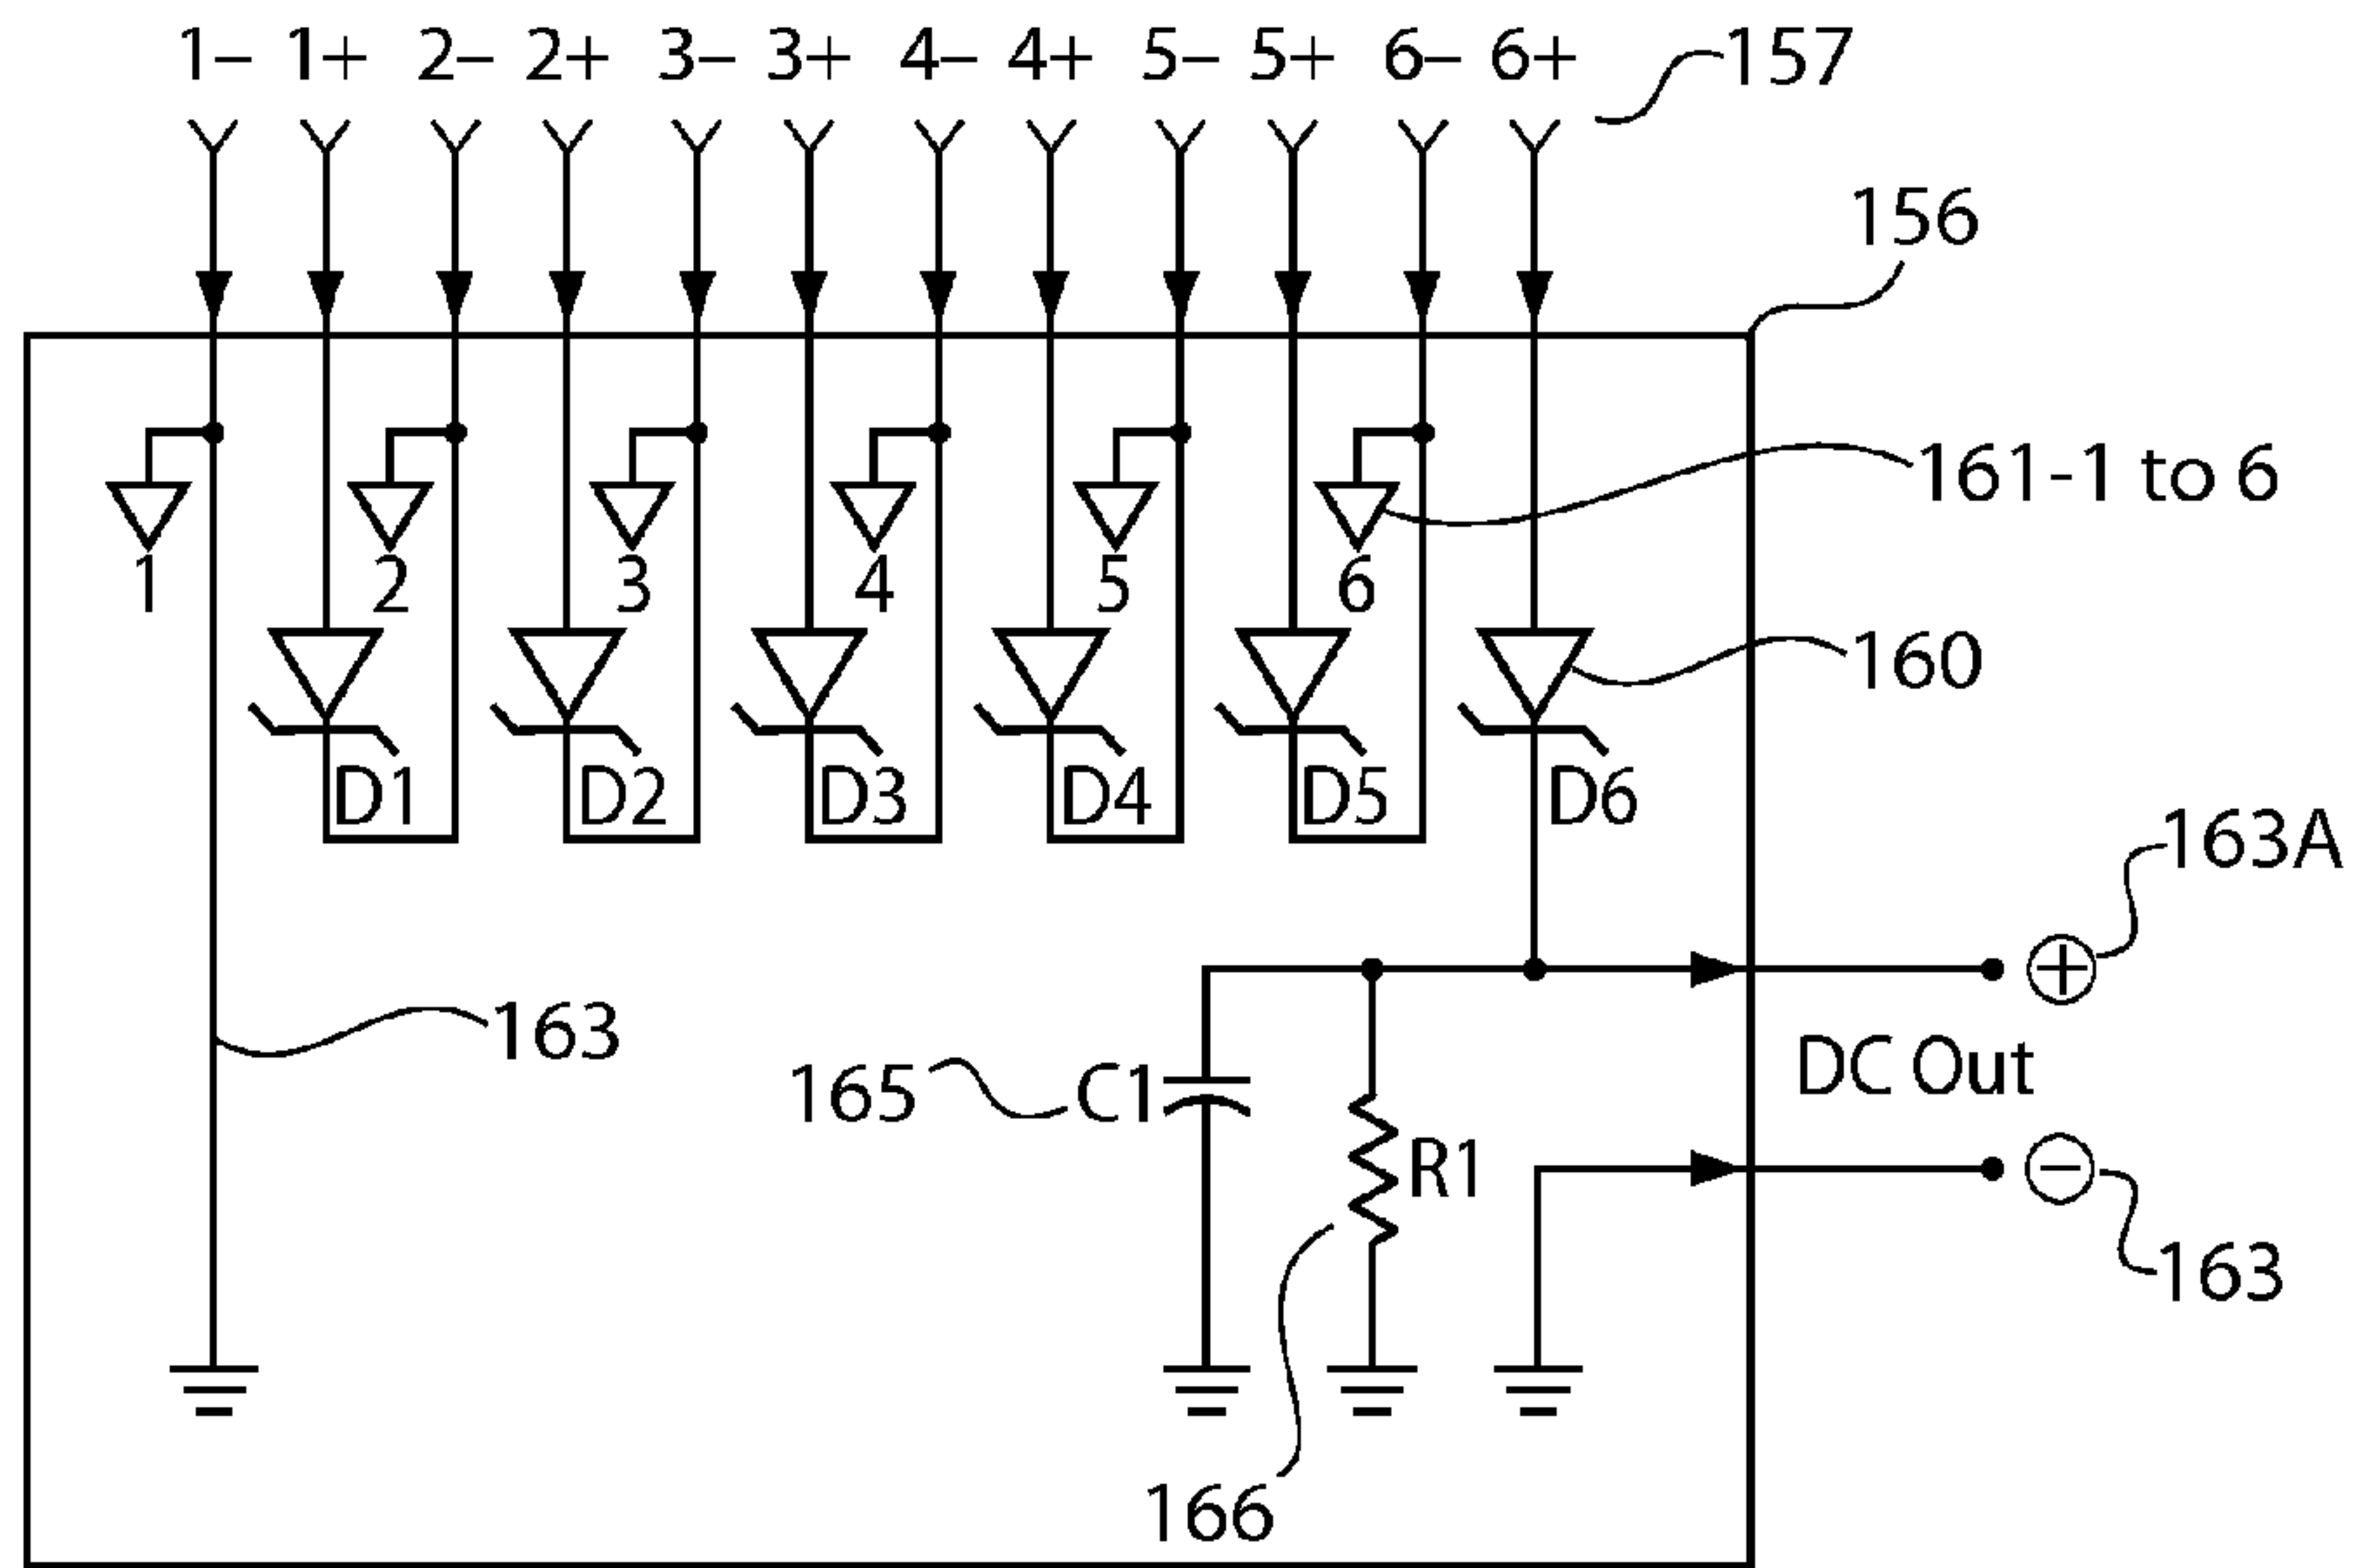 1– 1+ 2– 2+ 3– 3+ 4– 4+ 5– 5+ 6– 6+
157
156
161-1 to 6
1 2 3 4 5 6
160
D1 D2 D3 D4 D5 D6
163A
+
163
DC Out
165
C1
R1
–
163
166